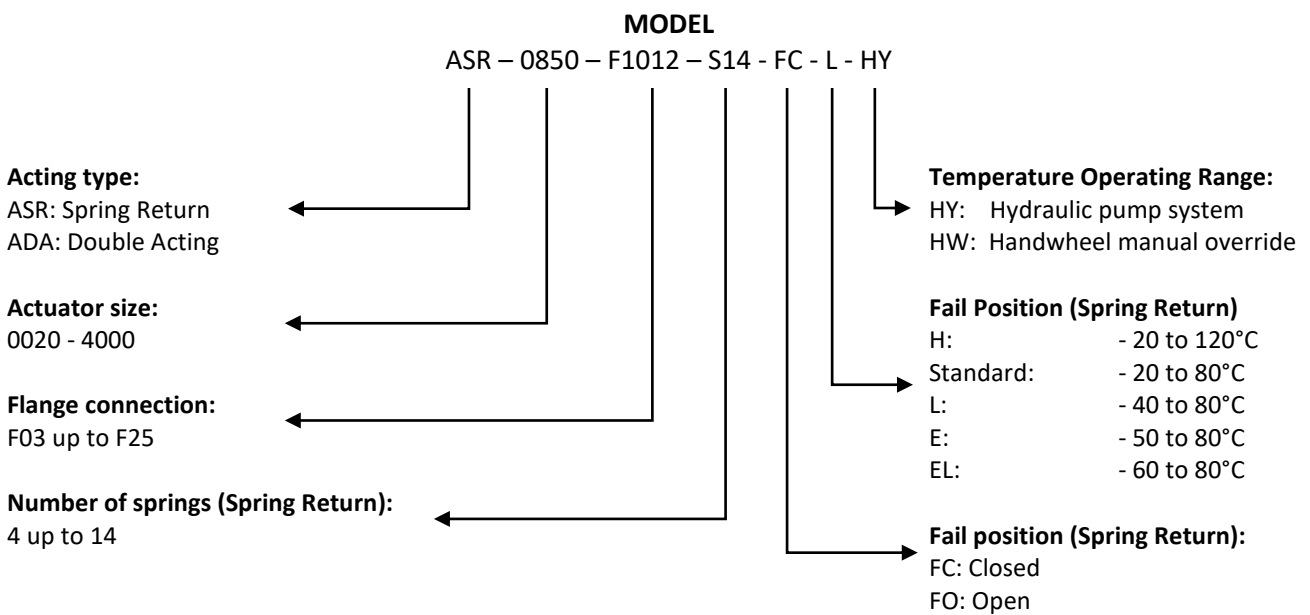 MODEL
ASR – 0850 – F1012 – S14 - FC - L - HY
Acting type:
ASR: Spring Return
ADA: Double Acting
Actuator size:
0020 - 4000
Flange connection:
F03 up to F25
Number of springs (Spring Return):
4 up to 14
Temperature Operating Range:
HY: Hydraulic pump system
HW: Handwheel manual override
Fail Position (Spring Return)
H: - 20 to 120°C
Standard: - 20 to 80°C
L: - 40 to 80°C
E: - 50 to 80°C
EL: - 60 to 80°C
Fail position (Spring Return):
FC: Closed
FO: Open